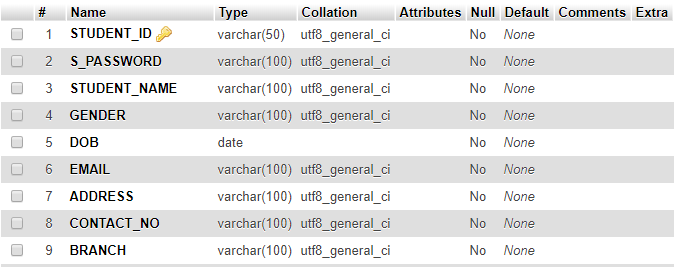 # Name Type Collation Attributes Null Default Comments Extra
1 STUDENT_ID varchar(50) utf8_general_ci No None
2 S_PASSWORD varchar(100) utf8_general_ci No None
3 STUDENT_NAME varchar(100) utf8_general_ci No None
4 GENDER varchar(100) utf8_general_ci No None
5 DOB date No None
6 EMAIL varchar(100) utf8_general_ci No None
7 ADDRESS varchar(100) utf8_general_ci No None
8 CONTACT_NO varchar(100) utf8_general_ci No None
9 BRANCH varchar(100) utf8_general_ci No None